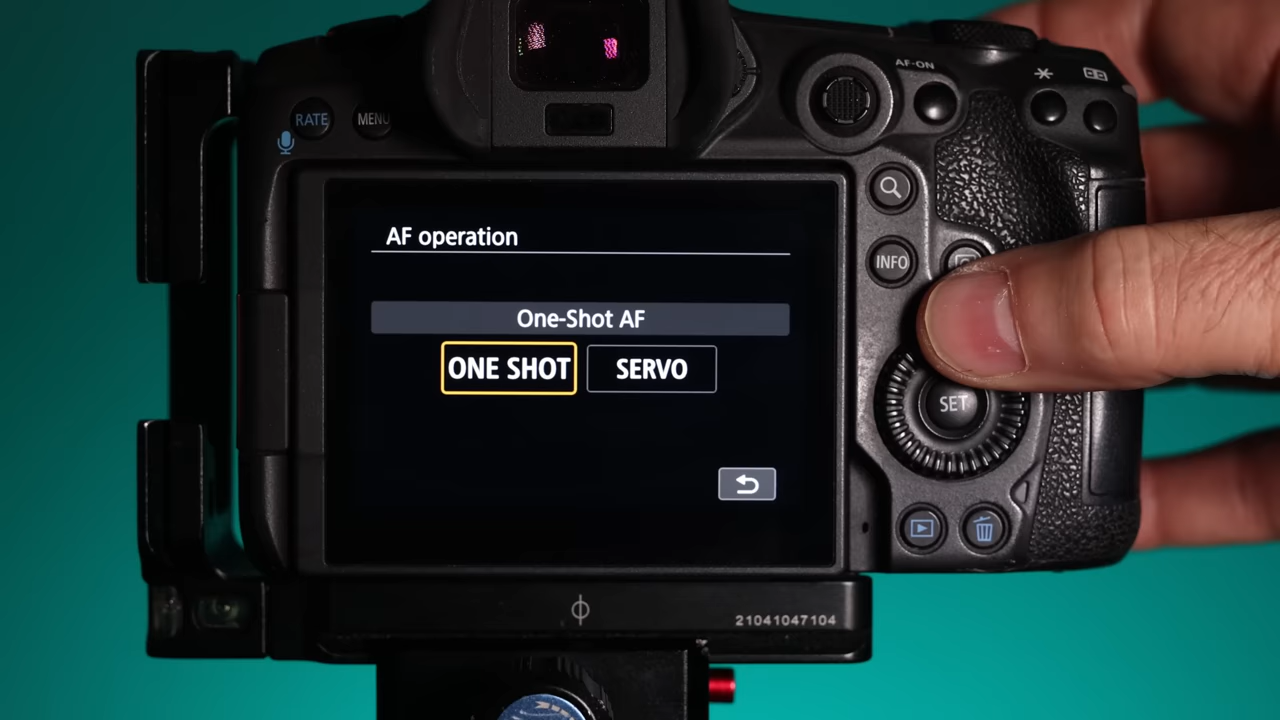 AF-ON
RATE
MENU
AF operation
INFO
One-Shot AF
ONE SHOT
SERVO
SET
21041047104